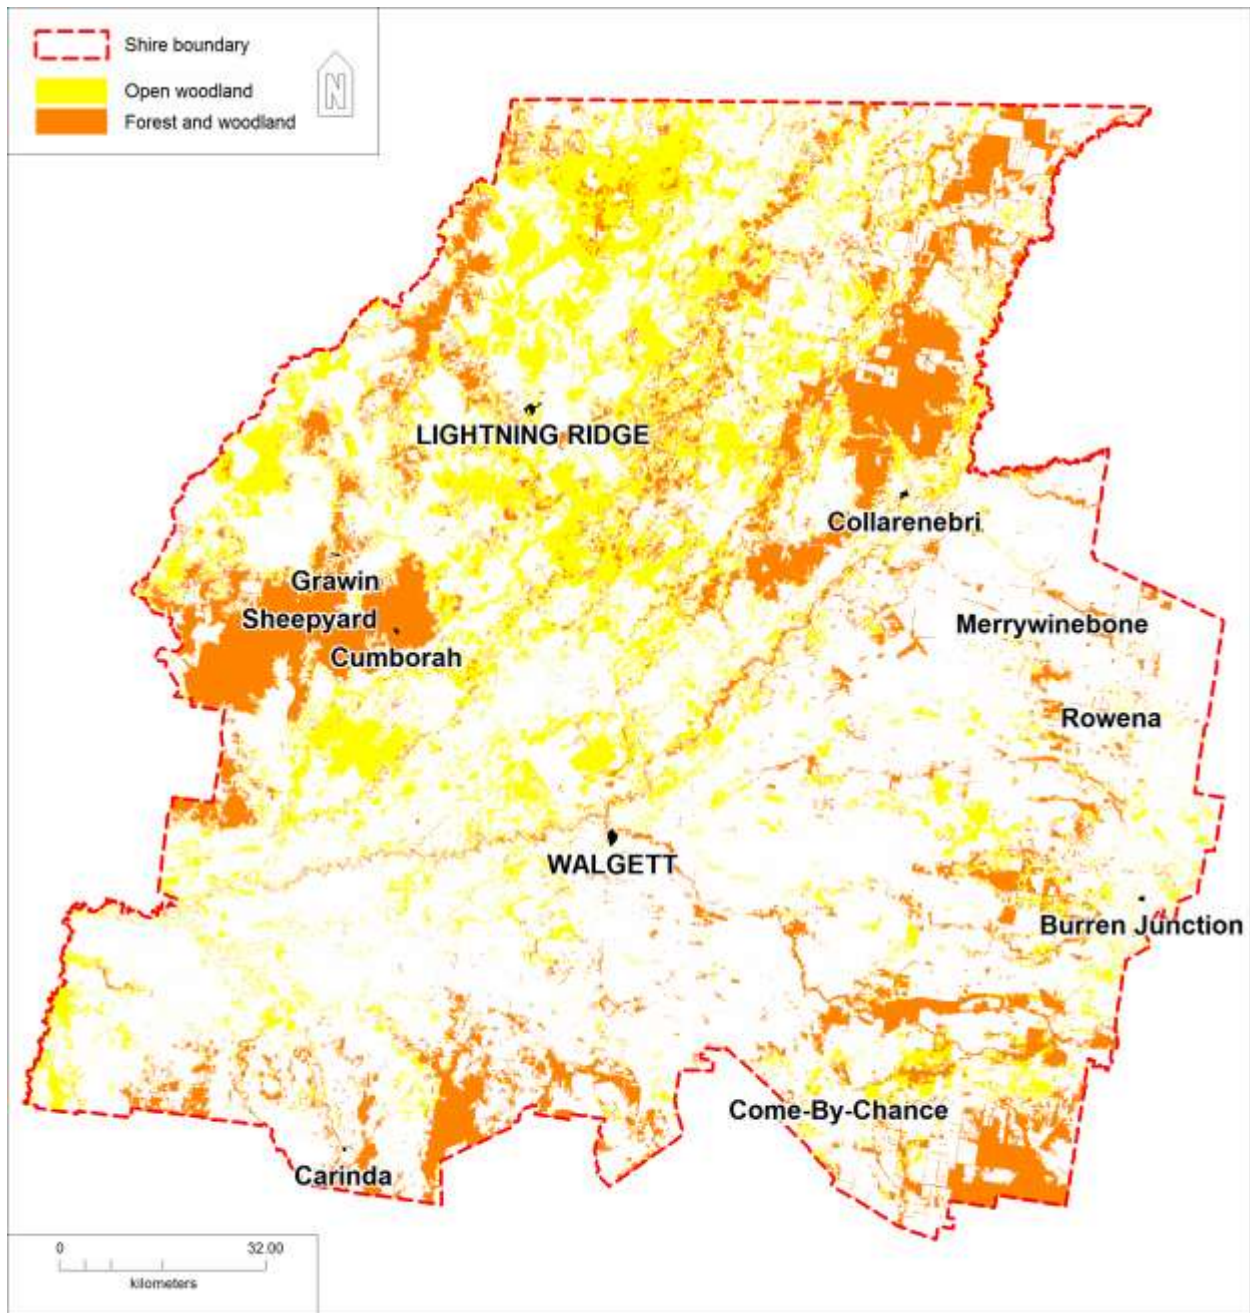 Shire boundary
Open woodland
Forest and woodland
N
LIGHTNING RIDGE
Collarenebri
Grawin
Sheepyard
Cumborah
Merrywinebone
Rowena
WALGETT
Burren Junction
Come-By-Chance
Carinda
0 32.00
kilometers